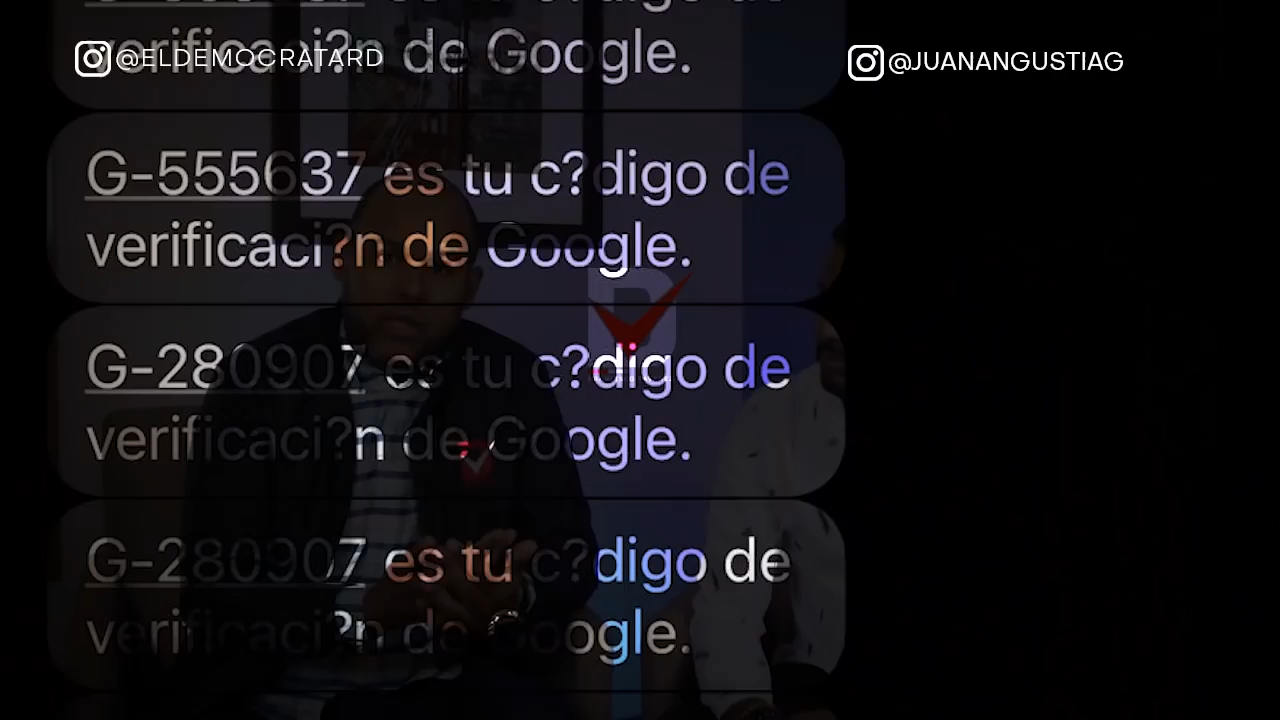 verificaci?n de Google.
@ELDEMOCRATARD
@JUANANGUSTIAG
G-555637 es tu c?digo de
verificaci?n de Google.
G-280907 es tu c?digo de
verificaci?n de Google.
G-280907 es tu c?digo de
verificaci?n de Google.